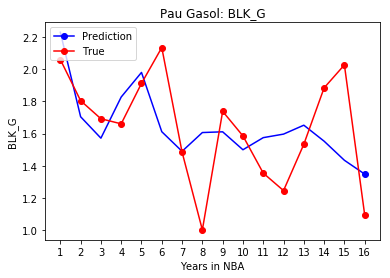 Pau Gasol: BLK_G
Prediction
True
2.2
2.0
1.8
1.6
1.4
1.2
1.0
BLK_G
1 2 3 4 5 6 7 8 9 10 11 12 13 14 15 16
Years in NBA